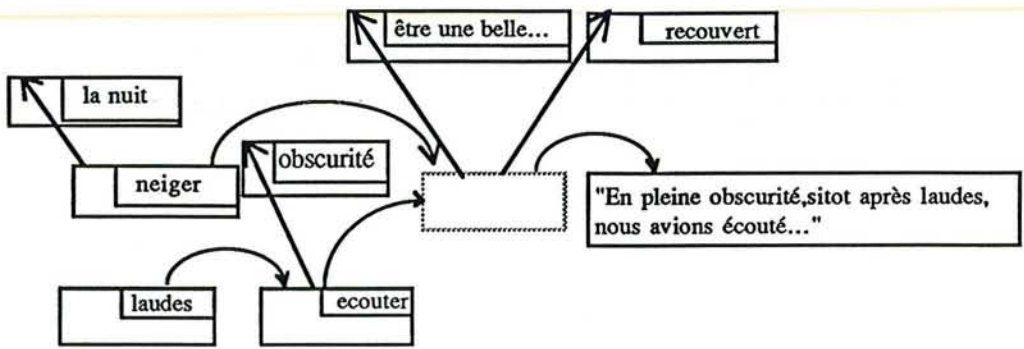 être une belle...
recouvert
la nuit
obscurité
neiger
"En pleine obscurité,sitot après laudes,
nous avions écouté..."
laudes
ecouter